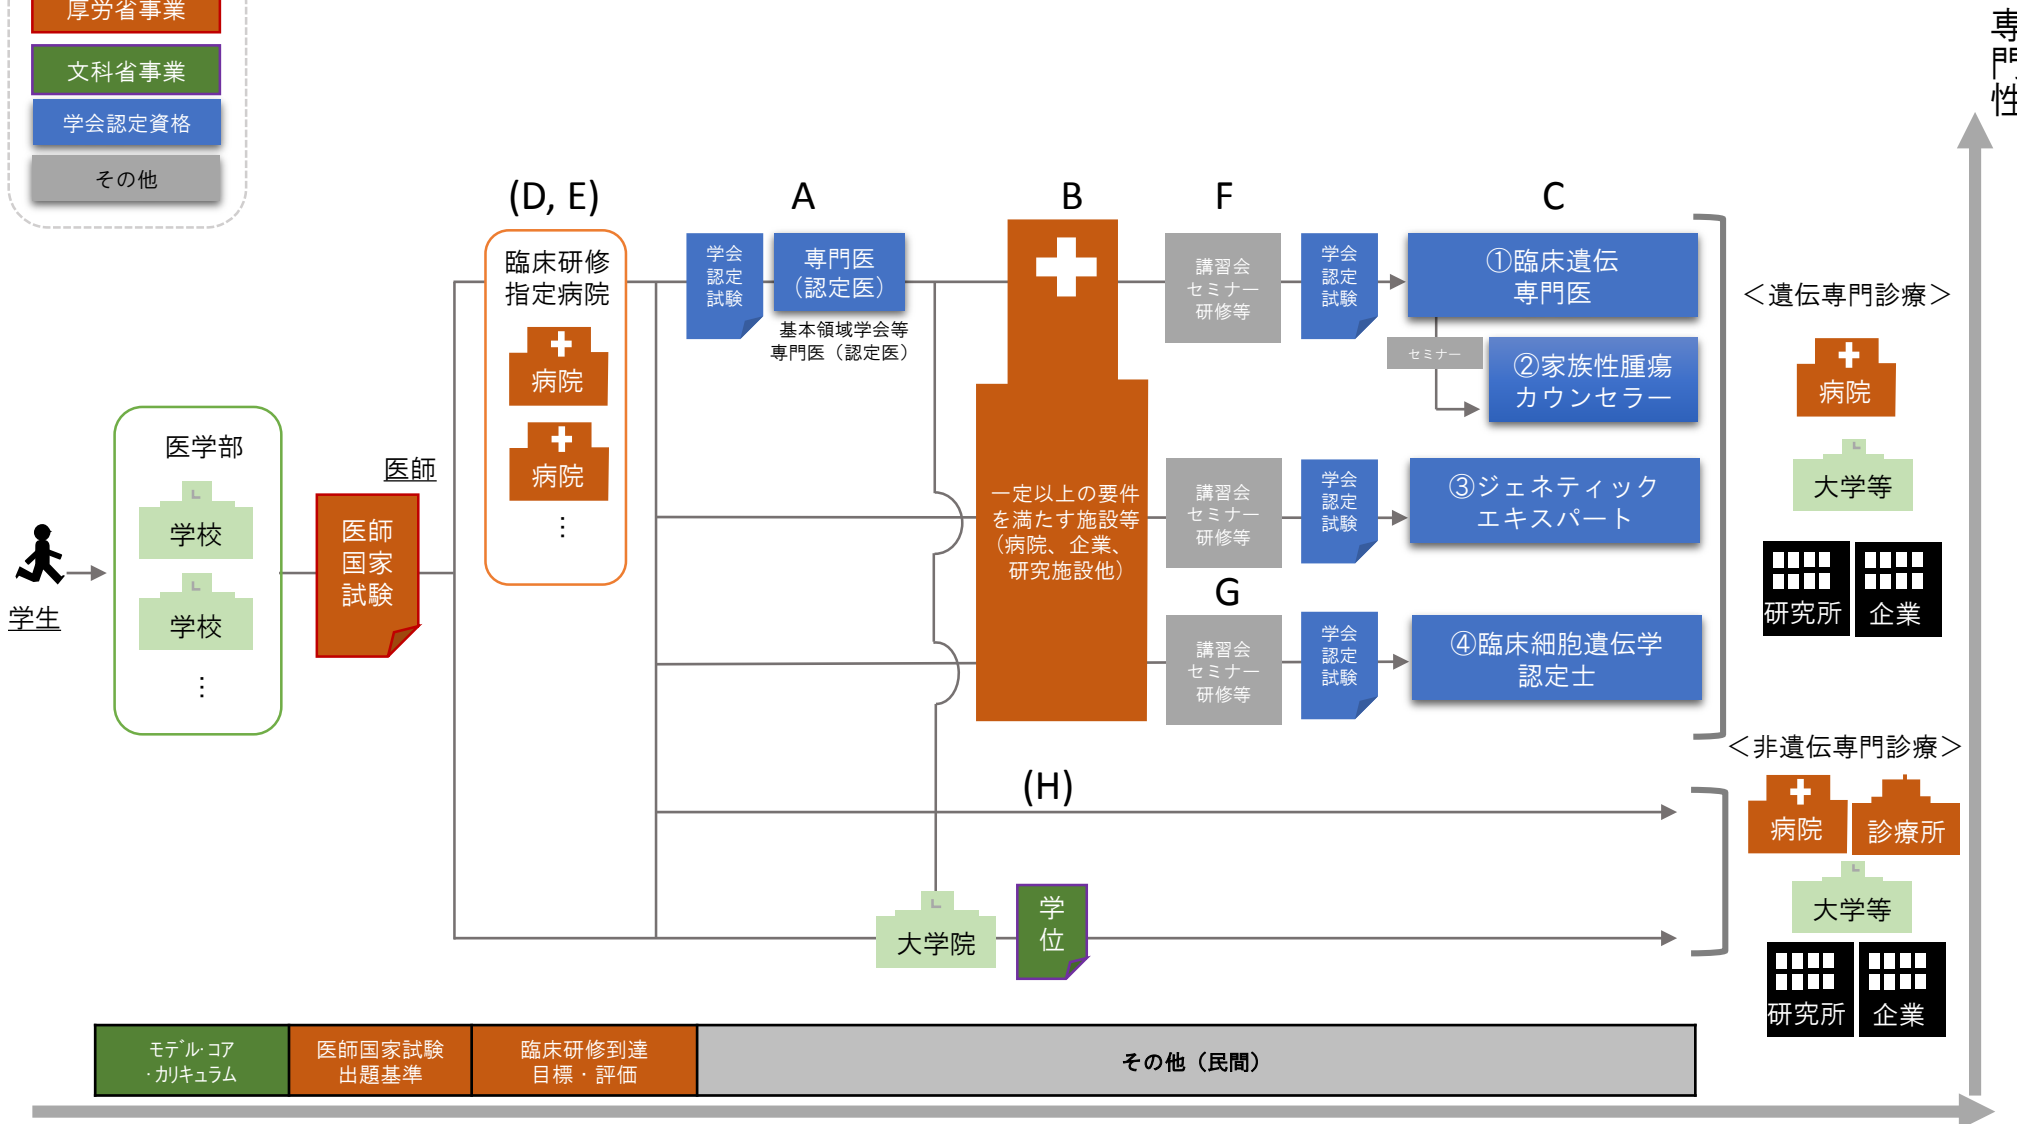 厚労省事業
文科省事業
学会認定資格
その他
専門性
(D, E)
A
B
F
C
臨床研修
指定病院
病院
病院
…
学会
認定
試験
専門医
（認定医）
基本領域学会等
専門医（認定医）
一定以上の要件
を満たす施設等
（病院、企業、
研究施設他）
講習会
セミナー
研修等
学会
認定
試験
①臨床遺伝
専門医
セミナー
②家族性腫瘍
カウンセラー
講習会
セミナー
研修等
学会
認定
試験
③ジェネティック
エキスパート
G
講習会
セミナー
研修等
学会
認定
試験
④臨床細胞遺伝学
認定士
＜遺伝専門診療＞
病院
大学等
研究所
企業
学生
医学部
学校
学校
…
医師
医師
国家
試験
(H)
大学院
学位
＜非遺伝専門診療＞
病院
診療所
大学等
研究所
企業
モデル・コア
・カリキュラム
医師国家試験
出題基準
臨床研修到達
目標・評価
その他（民間）